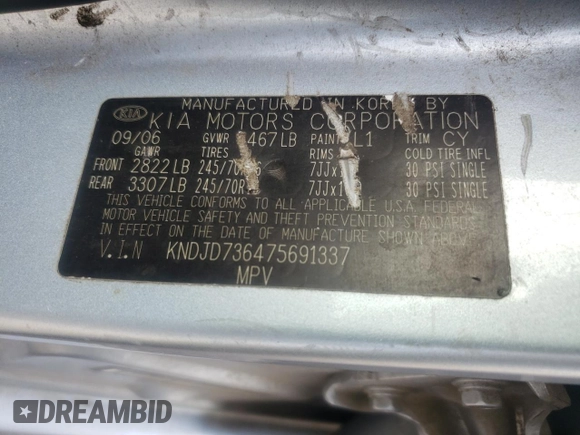 MANUFACTURED IN KOREA BY
KIA KIA MOTORS CORPORATION
09/06 GVWR 467LB PAINT L1 TRIM CY
GAWR TIRES RIMS COLD TIRE INFL
FRONT 2822LB 245/70R 7JJx 30 PSI SINGLE
REAR 3307LB 245/70R 7JJx 30 PSI SINGLE
THIS VEHICLE CONFORMS TO ALL APPLICABLE U.S.A. FEDERAL
MOTOR VEHICLE SAFETY AND THEFT PREVENTION STANDARDS
IN EFFECT ON THE DATE OF MANUFACTURE SHOWN ABOVE.
V.I.N KNDJD736475691337
MPV
DREAMBID